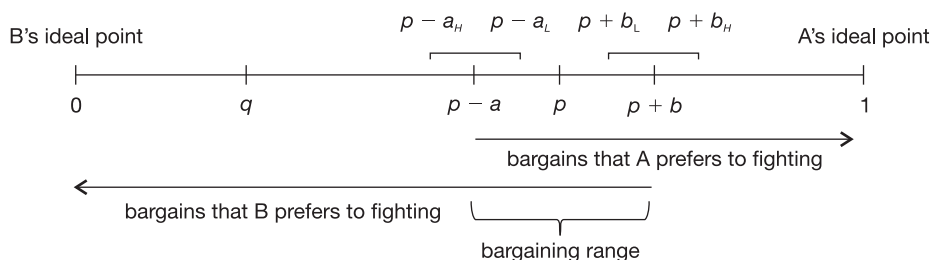 p − a_H p − a_L p + b_L p + b_H
B's ideal point A's ideal point
0 q p − a p p + b 1
bargains that A prefers to fighting
bargains that B prefers to fighting
bargaining range